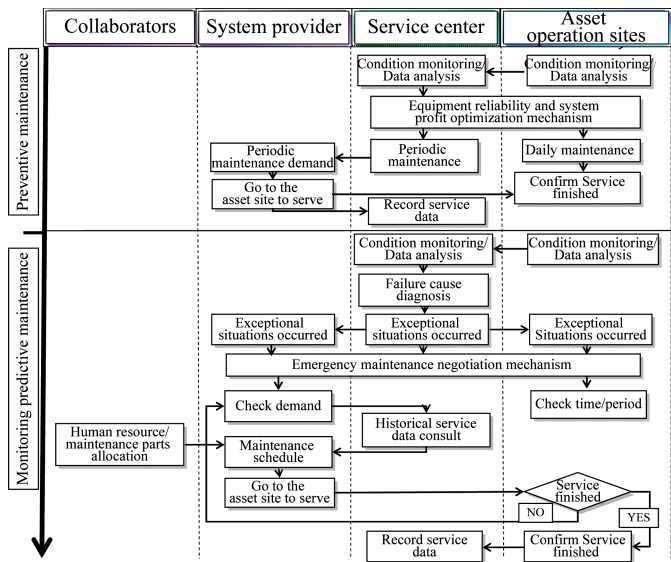 Collaborators
System provider
Service center
Asset
operation sites
Preventive maintenance
Condition monitoring/
Data analysis
Condition monitoring/
Data analysis
Equipment reliability and system
profit optimization mechanism
Periodic
maintenance demand
Periodic
maintenance
Daily maintenance
Go to the
asset site to serve
Confirm Service
finished
Record service
data
Monitoring predictive maintenance
Condition monitoring/
Data analysis
Condition monitoring/
Data analysis
Failure cause
diagnosis
Exceptional
situations occurred
Exceptional
situations occurred
Exceptional
Situations occurred
Emergency maintenance negotiation mechanism
Check demand
Check time/period
Historical service
data consult
Human resource/
maintenance parts
allocation
Maintenance
schedule
Go to the
asset site to serve
Service
finished
NO
YES
Record service
data
Confirm Service
finished